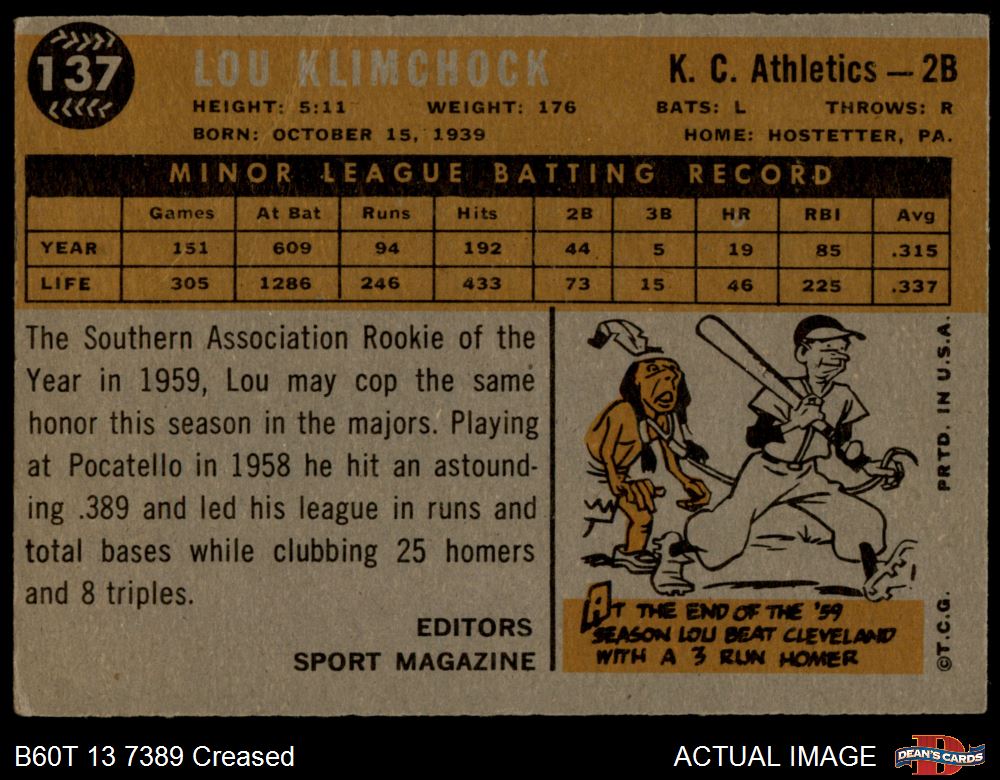 137
LOU KLIMCHOCK
K. C. Athletics — 2B
HEIGHT: 5:11 WEIGHT: 176 BATS: L THROWS: R
BORN: OCTOBER 15, 1939 HOME: HOSTETTER, PA.
MINOR LEAGUE BATTING RECORD
Games At Bat Runs Hits 2B 3B HR RBI Avg
YEAR 151 609 94 192 44 5 19 85 .315
LIFE 305 1286 246 433 73 15 46 225 .337
The Southern Association Rookie of the
Year in 1959, Lou may cop the same
honor this season in the majors. Playing
at Pocatello in 1958 he hit an astound-
ing .389 and led his league in runs and
total bases while clubbing 25 homers
and 8 triples.
EDITORS
SPORT MAGAZINE
AT THE END OF THE '59
SEASON LOU BEAT CLEVELAND
WITH A 3 RUN HOMER
©T.C.G. PRTD. IN U.S.A.
B60T 13 7389 Creased
ACTUAL IMAGE
DEAN'S CARDS